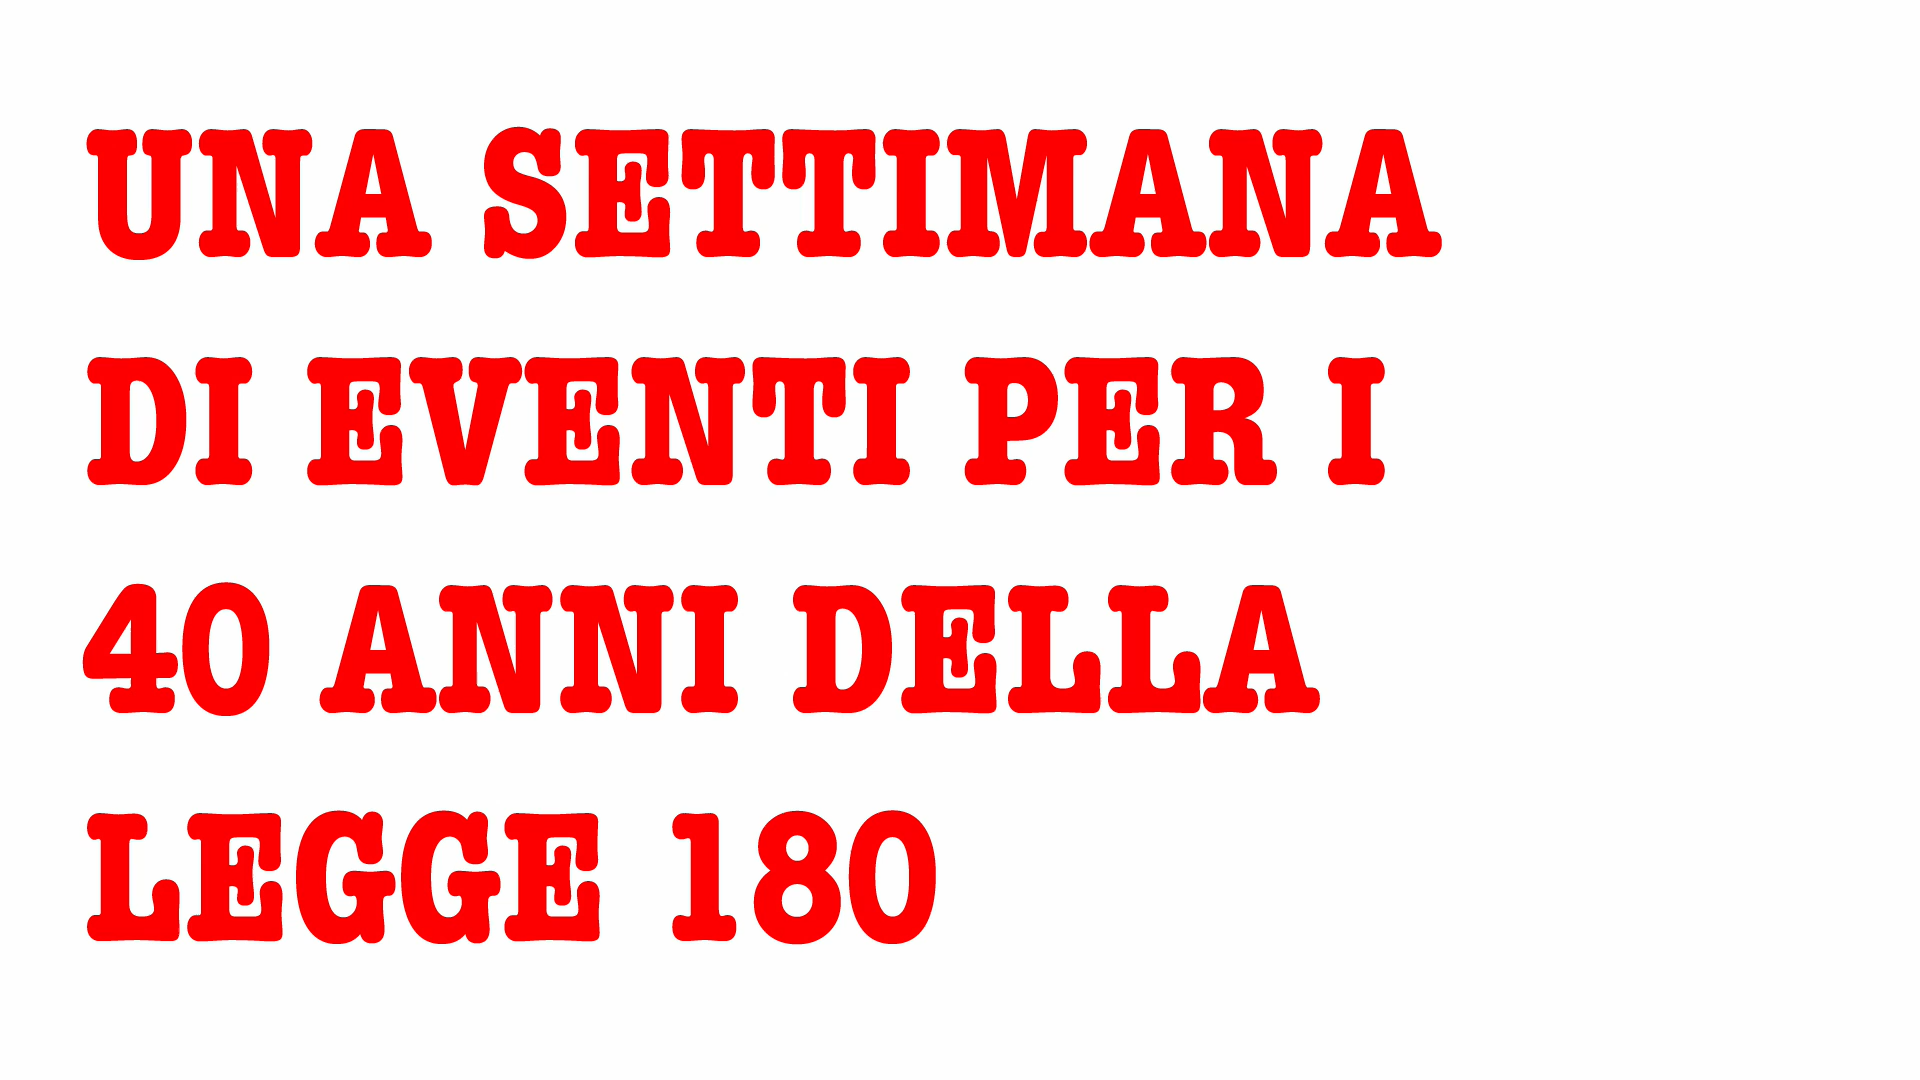 UNA SETTIMANA
DI EVENTI PER I
40 ANNI DELLA
LEGGE 180